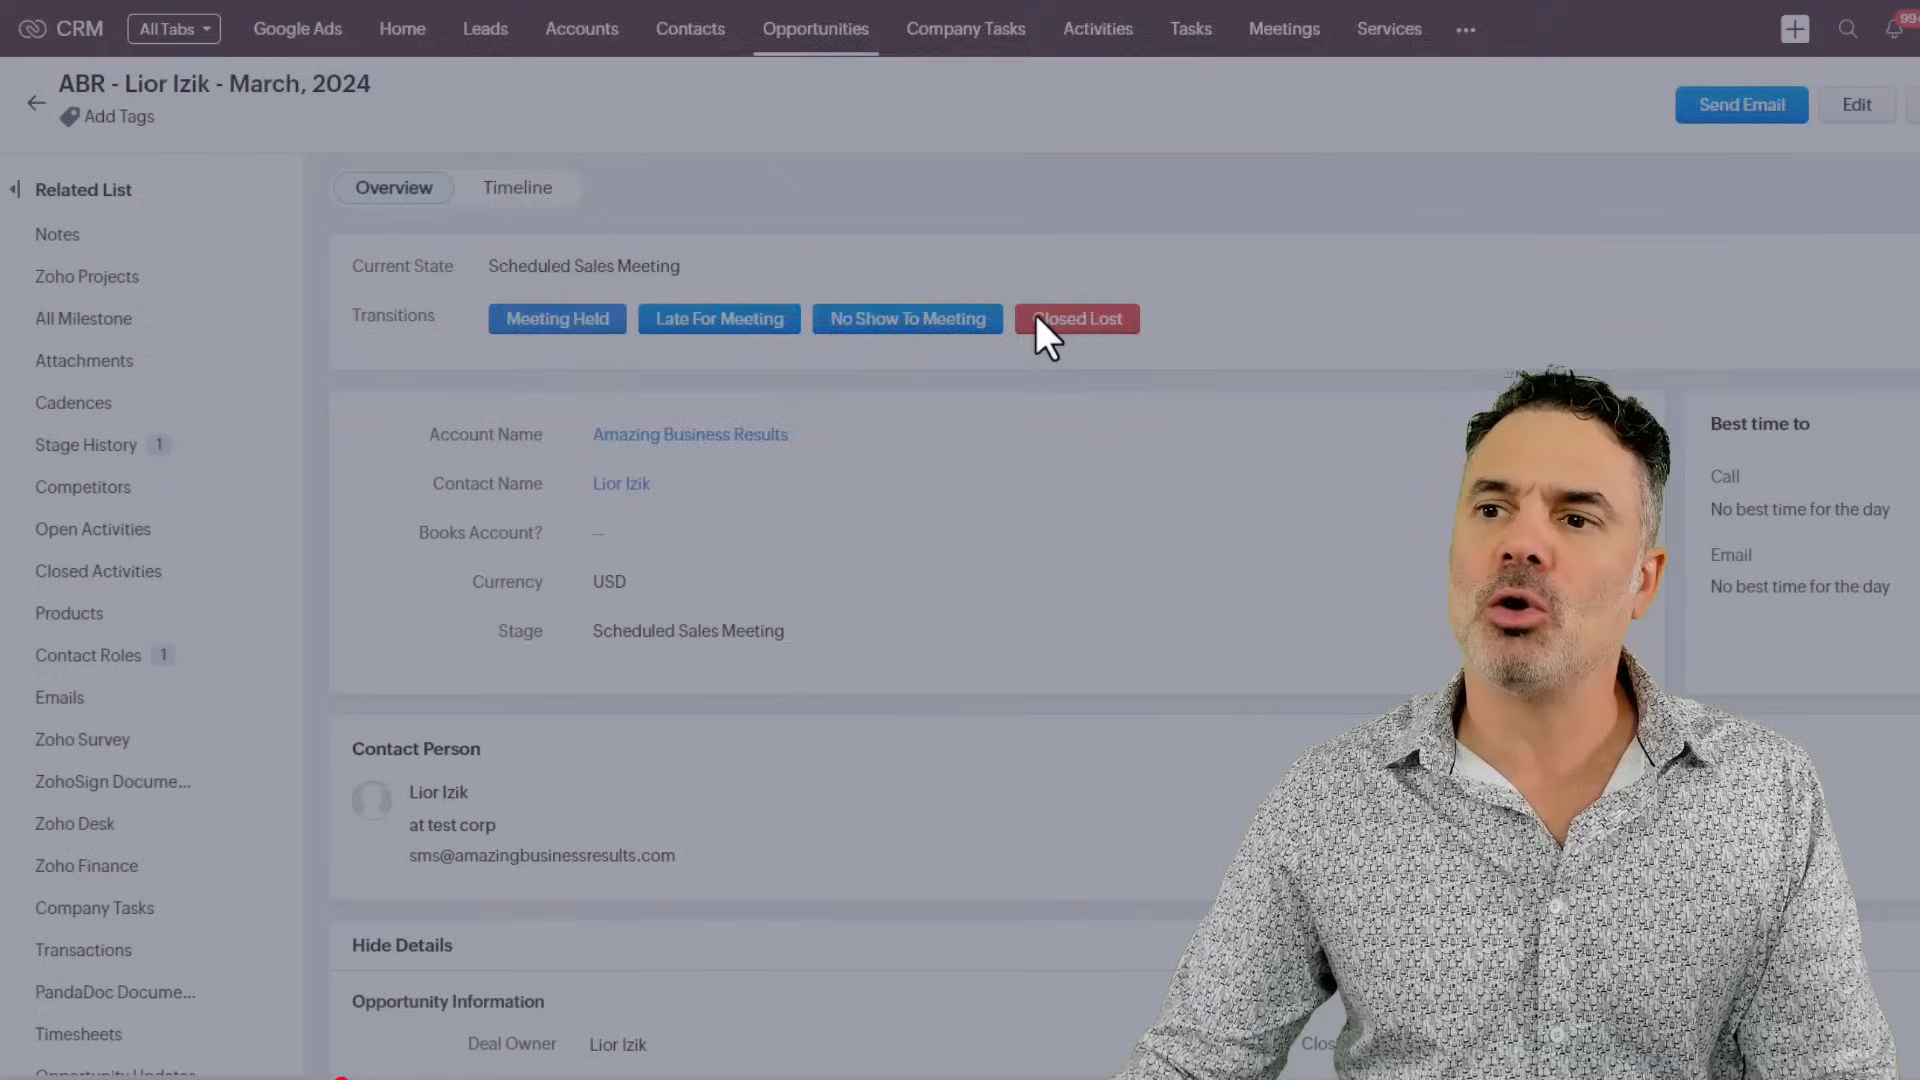 CRM
All Tabs
Google Ads
Home
Leads
Accounts
Contacts
Opportunities
Company Tasks
Activities
Tasks
Meetings
Services
99+
ABR - Lior Izik - March, 2024
Add Tags
Send Email
Edit
Related List
Notes
Zoho Projects
All Milestone
Attachments
Cadences
Stage History 1
Competitors
Open Activities
Closed Activities
Products
Contact Roles 1
Emails
Zoho Survey
ZohoSign Docume...
Zoho Desk
Zoho Finance
Company Tasks
Transactions
PandaDoc Docume...
Timesheets
Opportunity Updates
Overview
Timeline
Current State Scheduled Sales Meeting
Transitions
Meeting Held
Late For Meeting
No Show To Meeting
Closed Lost
Account Name Amazing Business Results
Contact Name Lior Izik
Books Account? —
Currency USD
Stage Scheduled Sales Meeting
Best time to
Call
No best time for the day
Email
No best time for the day
Contact Person
Lior Izik
at test corp
sms@amazingbusinessresults.com
Hide Details
Opportunity Information
Deal Owner Lior Izik